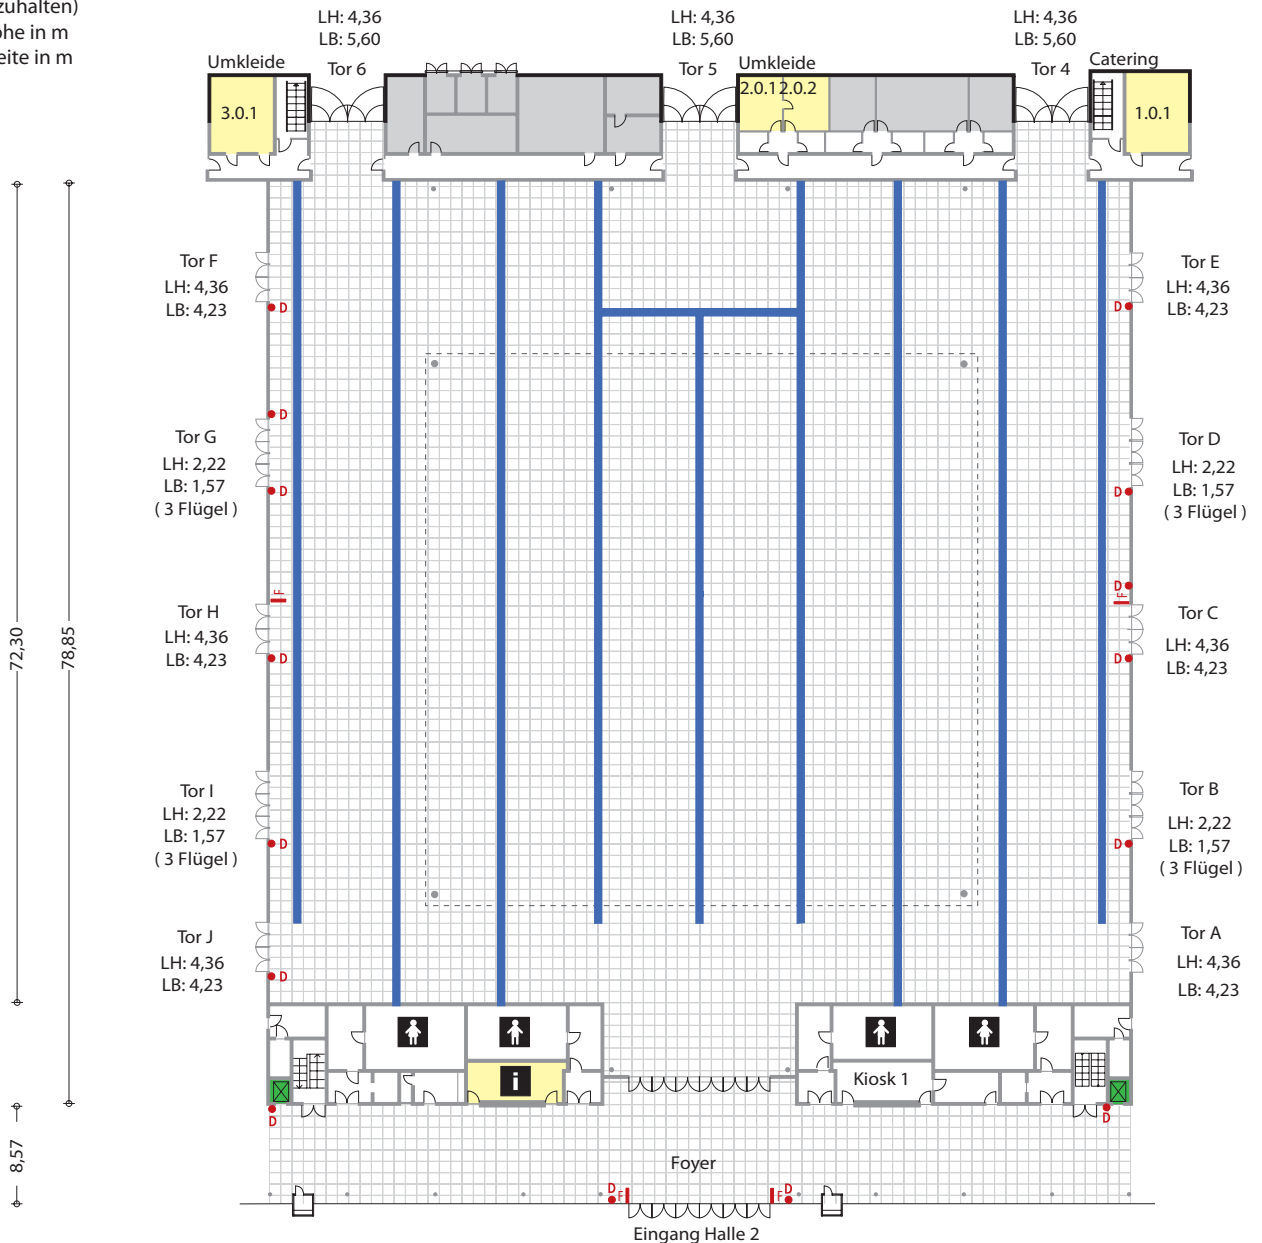 zuhalten)
öhe in m
eite in m
LH: 4,36
LB: 5,60
Tor 6
LH: 4,36
LB: 5,60
Tor 5
LH: 4,36
LB: 5,60
Tor 4
Umkleide
3.0.1
Umkleide
2.0.1 2.0.2
Catering
1.0.1
Tor F
LH: 4,36
LB: 4,23
D
Tor E
LH: 4,36
LB: 4,23
D
D
Tor G
LH: 2,22
LB: 1,57
( 3 Flügel )
D
Tor D
LH: 2,22
LB: 1,57
( 3 Flügel )
D
F
D
F
Tor H
LH: 4,36
LB: 4,23
D
Tor C
LH: 4,36
LB: 4,23
D
72,30
78,85
Tor I
LH: 2,22
LB: 1,57
( 3 Flügel )
D
Tor B
LH: 2,22
LB: 1,57
( 3 Flügel )
D
Tor J
LH: 4,36
LB: 4,23
D
Tor A
LH: 4,36
LB: 4,23
i
Kiosk 1
D
D
8,57
Foyer
D
F
F
D
Eingang Halle 2